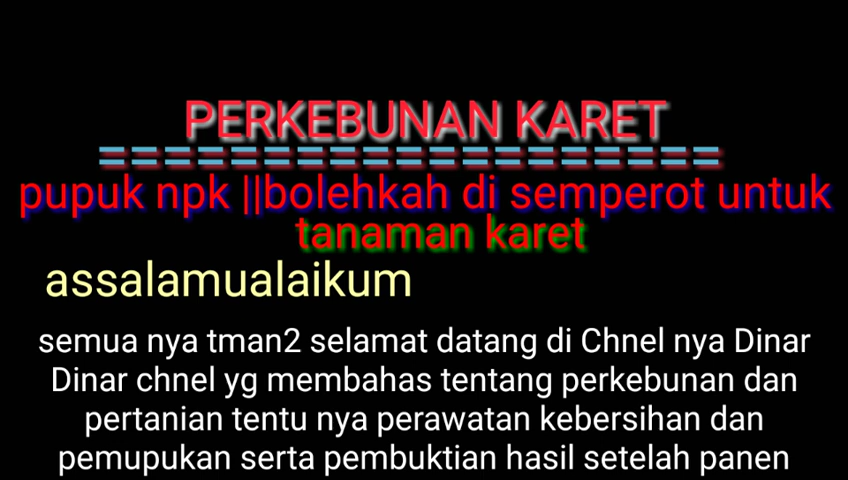 PERKEBUNAN KARET
====================
pupuk npk ||bolehkah di semperot untuk
tanaman karet
assalamualaikum
semua nya tman2 selamat datang di Chnel nya Dinar
Dinar chnel yg membahas tentang perkebunan dan
pertanian tentu nya perawatan kebersihan dan
pemupukan serta pembuktian hasil setelah panen